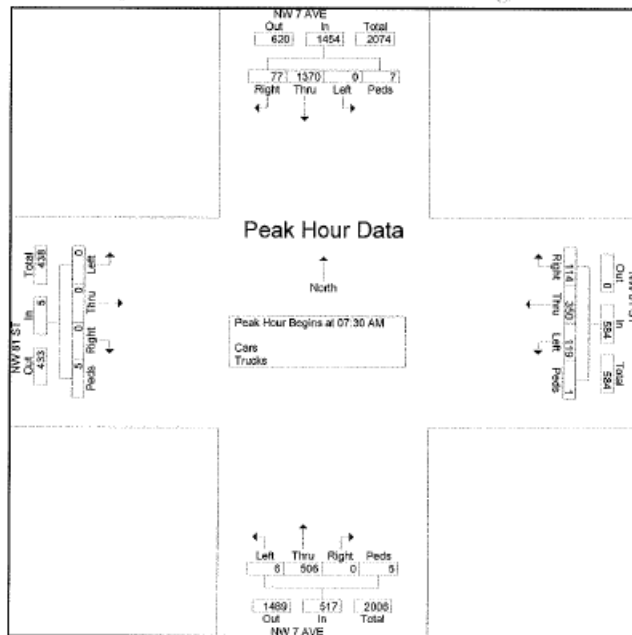 NW 7 AVE
Out In Total
620 1454 2074
77 1370 0 7
Right Thru Left Peds
Peak Hour Data
North
Peak Hour Begins at 07:30 AM
Cars
Trucks
NW 81 ST
Out In Total
433 5 438
Left Thru Right Peds
0 0 0 5
Out In Total
0 584 584
Right Thru Left Peds
114 350 119 1
Left Thru Right Peds
6 506 0 5
1489 517 2006
Out In Total
NW 7 AVE